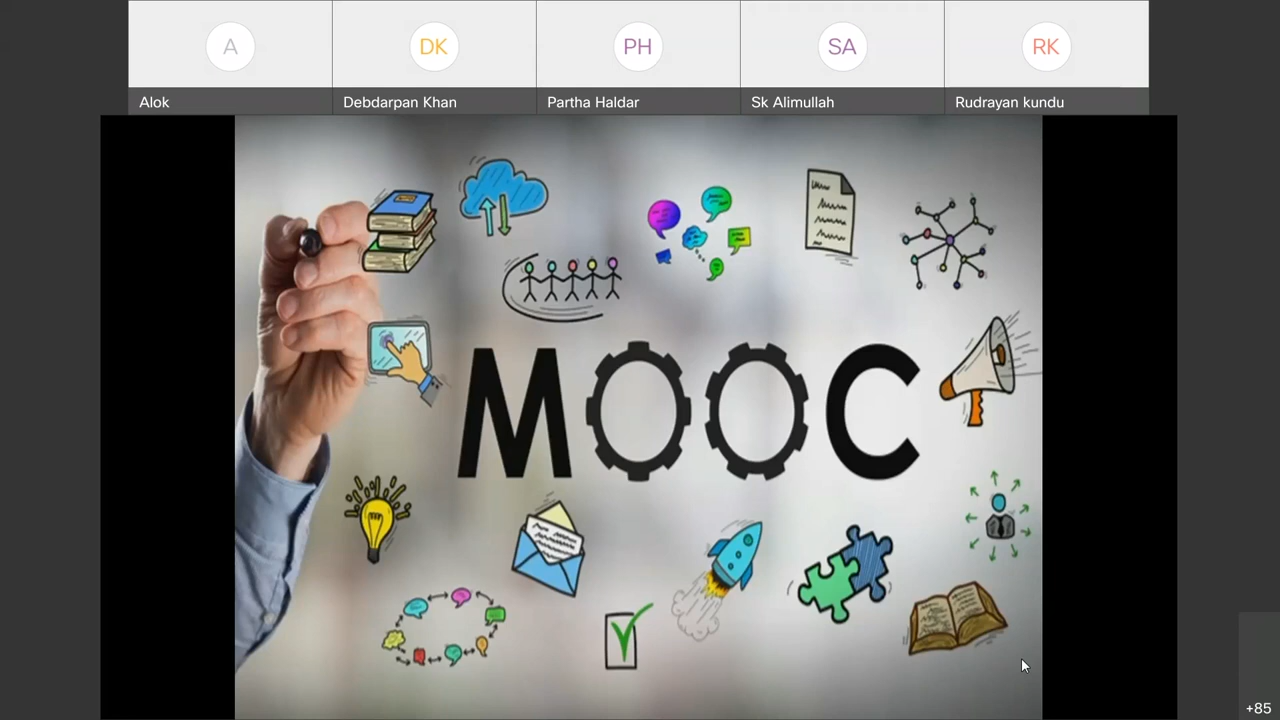 A
DK
PH
SA
RK
Alok
Debdarpan Khan
Partha Haldar
Sk Alimullah
Rudrayan kundu
MOOC
+85